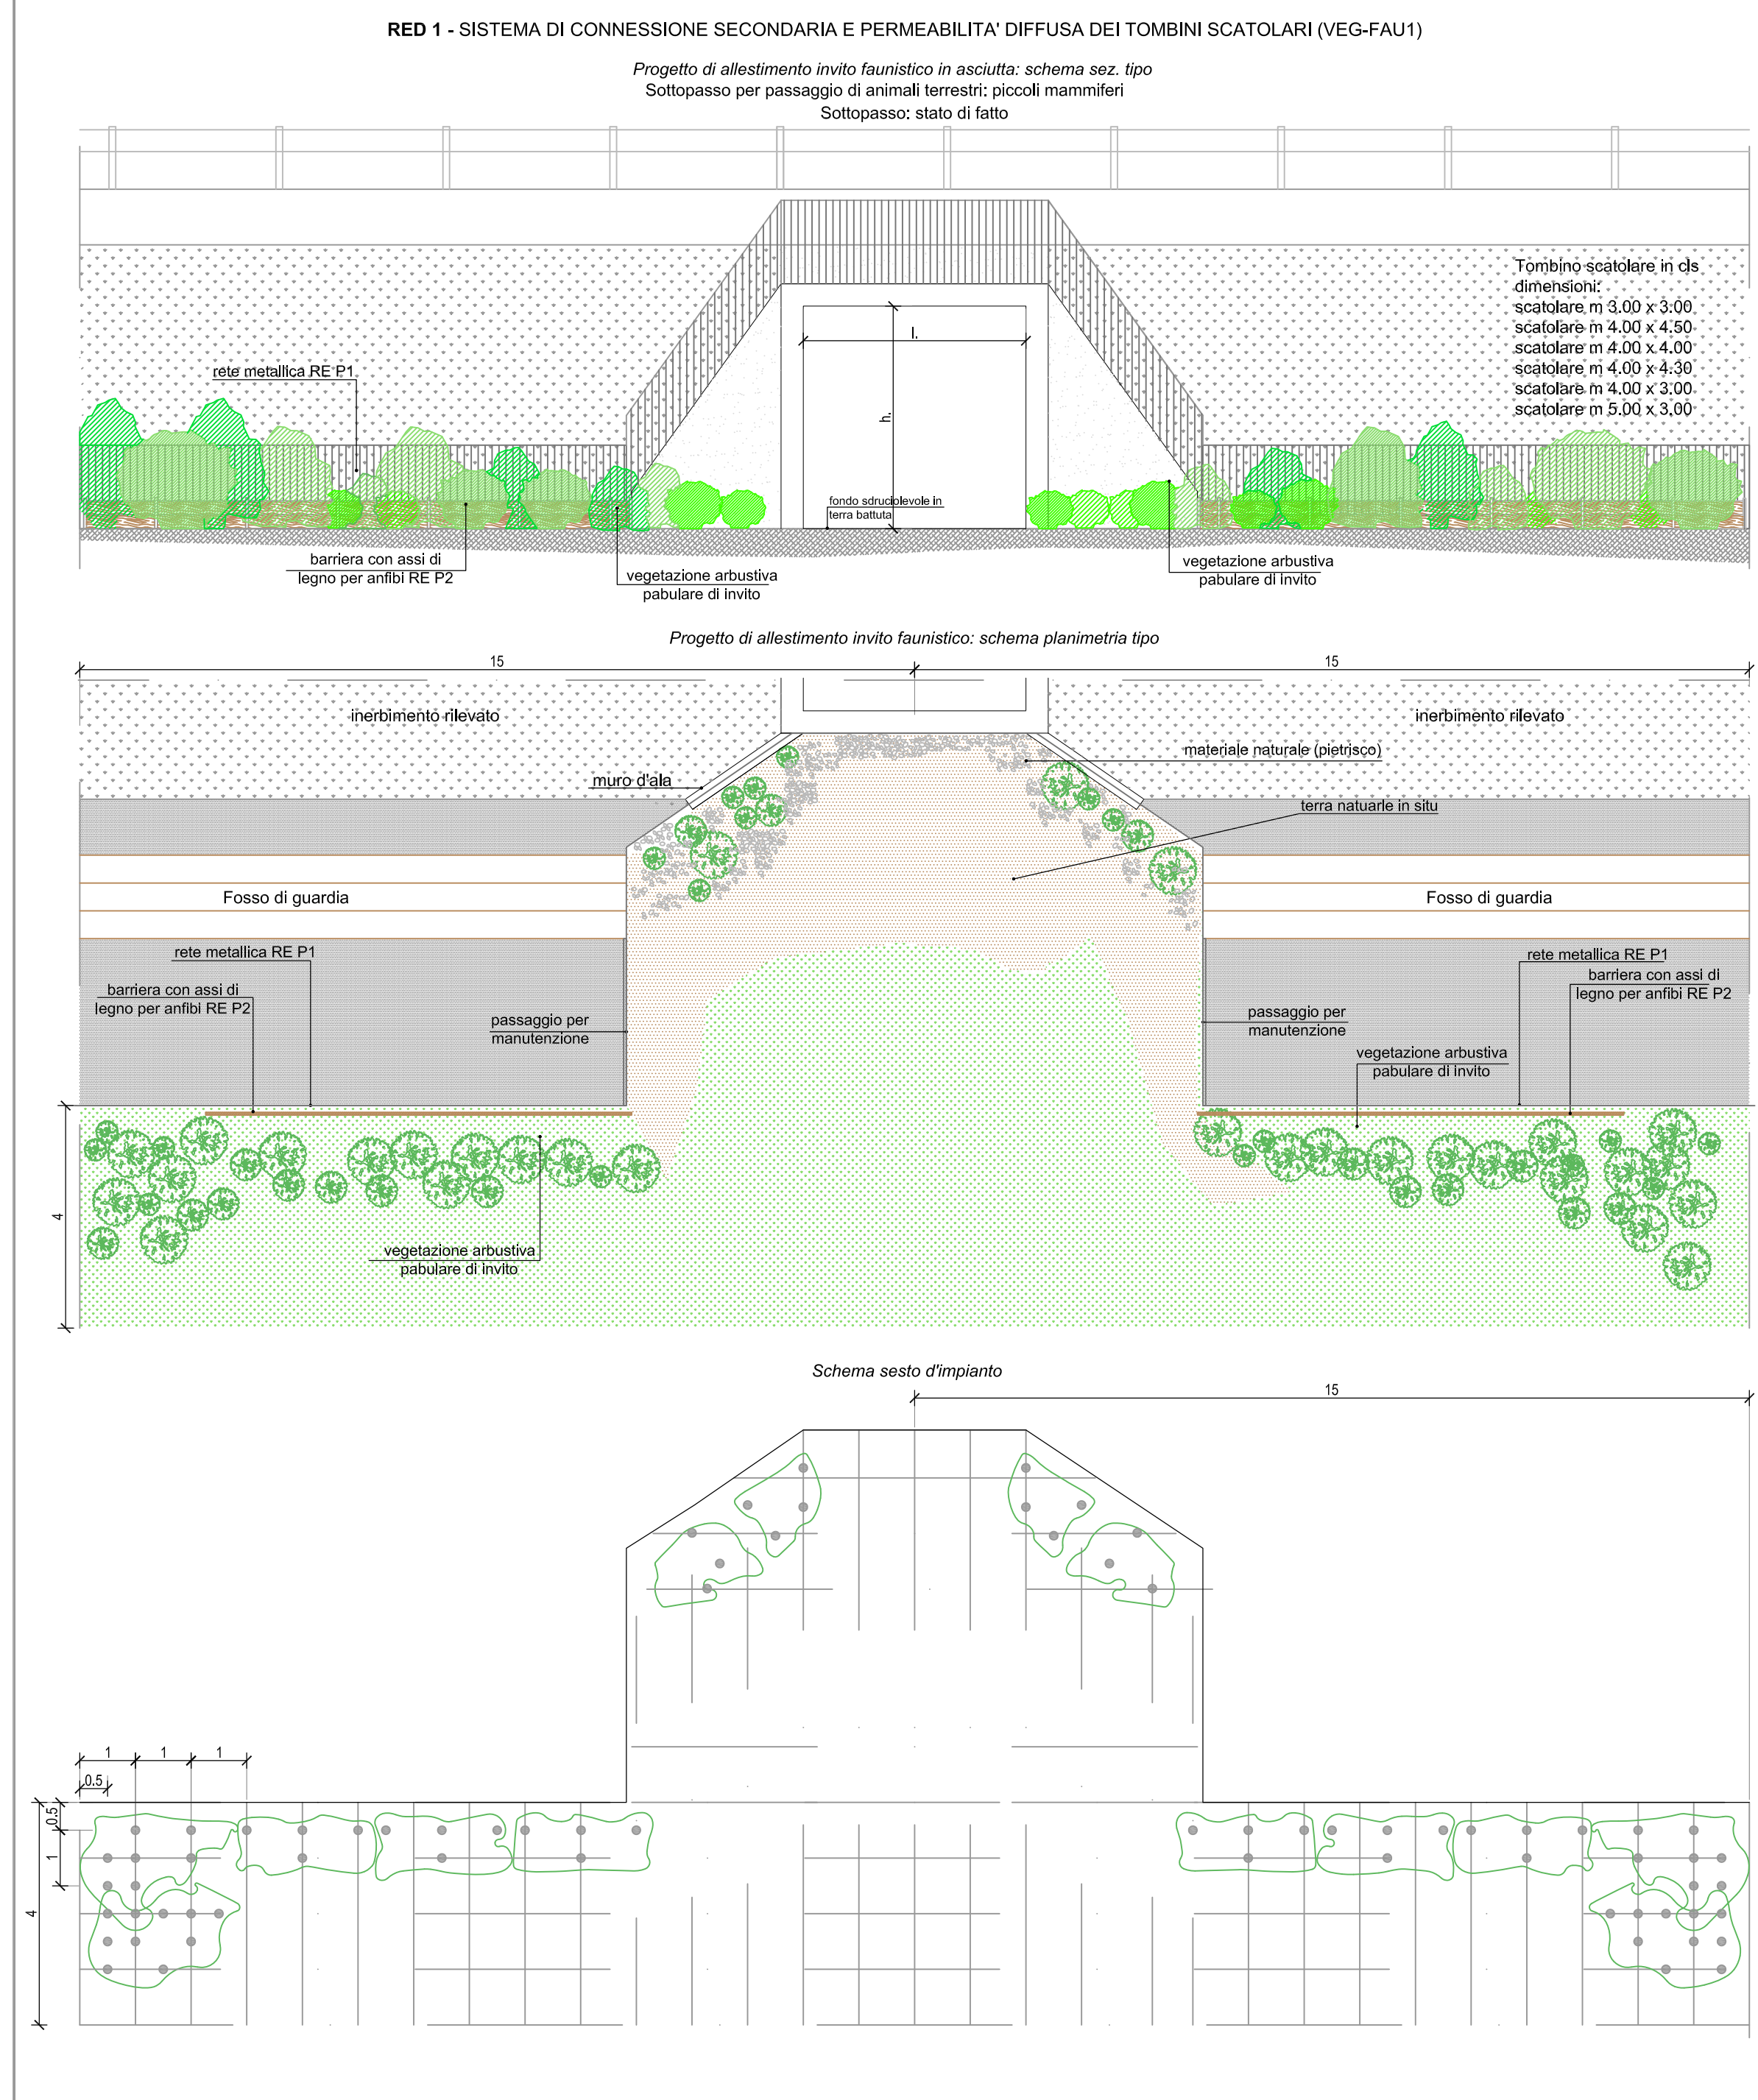 RED 1 - SISTEMA DI CONNESSIONE SECONDARIA E PERMEABILITA' DIFFUSA DEI TOMBINI SCATOLARI (VEG-FAU1)
Progetto di allestimento invito faunistico in asciutta: schema sez. tipo
Sottopasso per passaggio di animali terrestri: piccoli mammiferi
Sottopasso: stato di fatto
Tombino scatolare in cls
dimensioni:
scatolare m 3.00 x 3.00
scatolare m 4.00 x 4.50
scatolare m 4.00 x 4.00
scatolare m 4.00 x 4.30
scatolare m 4.00 x 3.00
scatolare m 5.00 x 3.00
l.
h.
rete metallica RE P1
fondo sdruciolevole in
terra battuta
barriera con assi di
legno per anfibi RE P2
vegetazione arbustiva
pabulare di invito
vegetazione arbustiva
pabulare di invito
Progetto di allestimento invito faunistico: schema planimetria tipo
15
15
inerbimento rilevato
inerbimento rilevato
materiale naturale (pietrisco)
muro d'ala
terra natuarle in situ
Fosso di guardia
Fosso di guardia
rete metallica RE P1
rete metallica RE P1
barriera con assi di
legno per anfibi RE P2
barriera con assi di
legno per anfibi RE P2
passaggio per
manutenzione
passaggio per
manutenzione
vegetazione arbustiva
pabulare di invito
4
vegetazione arbustiva
pabulare di invito
Schema sesto d'impianto
15
1
1
1
0.5
0.5
1
4